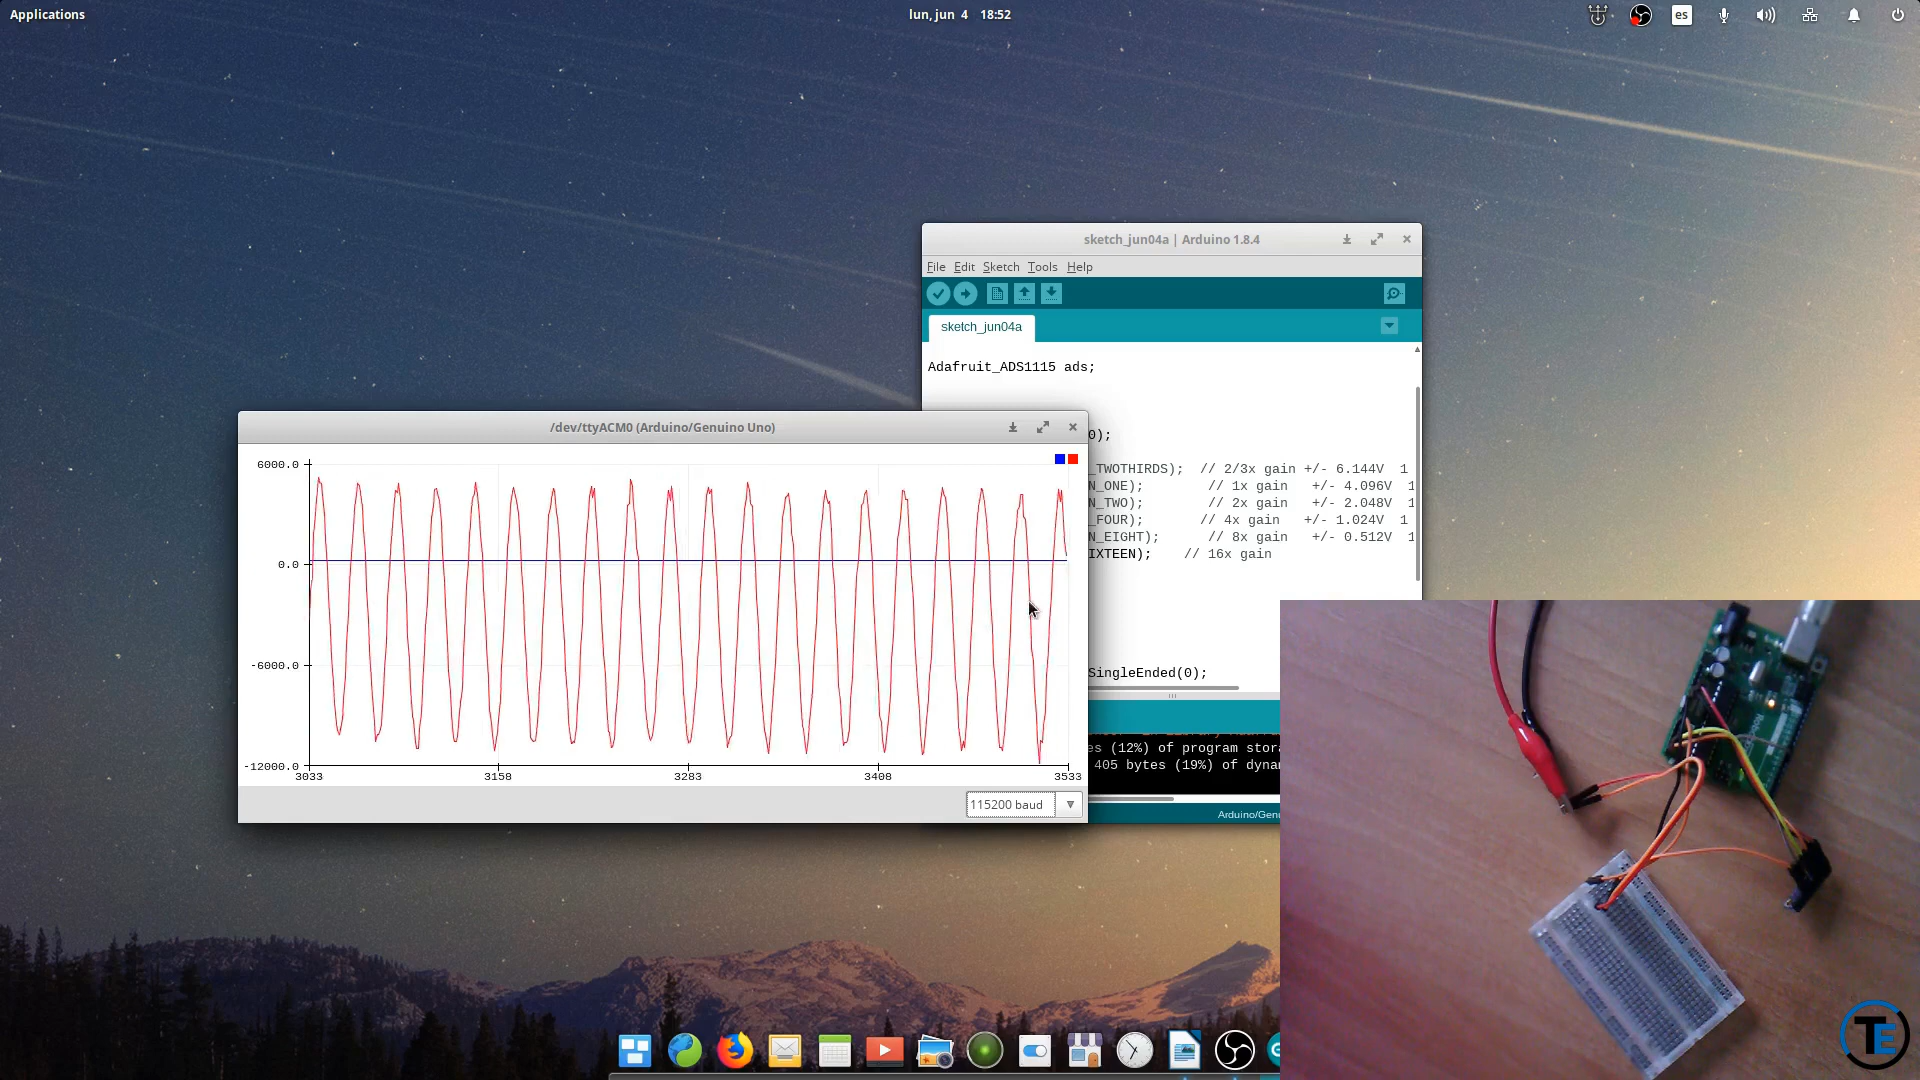 Applications
lun, jun 4 18:52
es
sketch_jun04a | Arduino 1.8.4
File Edit Sketch Tools Help
sketch_jun04a
Adafruit_ADS1115 ads;
0);
_TWOTHIRDS); // 2/3x gain +/- 6.144V 1
N_ONE); // 1x gain +/- 4.096V 1
N_TWO); // 2x gain +/- 2.048V 1
_FOUR); // 4x gain +/- 1.024V 1
N_EIGHT); // 8x gain +/- 0.512V 1
IXTEEN); // 16x gain
SingleEnded(0);
es (12%) of program stora
405 bytes (19%) of dynam
Arduino/Genu
/dev/ttyACM0 (Arduino/Genuino Uno)
6000.0
0.0
-6000.0
-12000.0
3033 3158 3283 3408 3533
115200 baud
TE